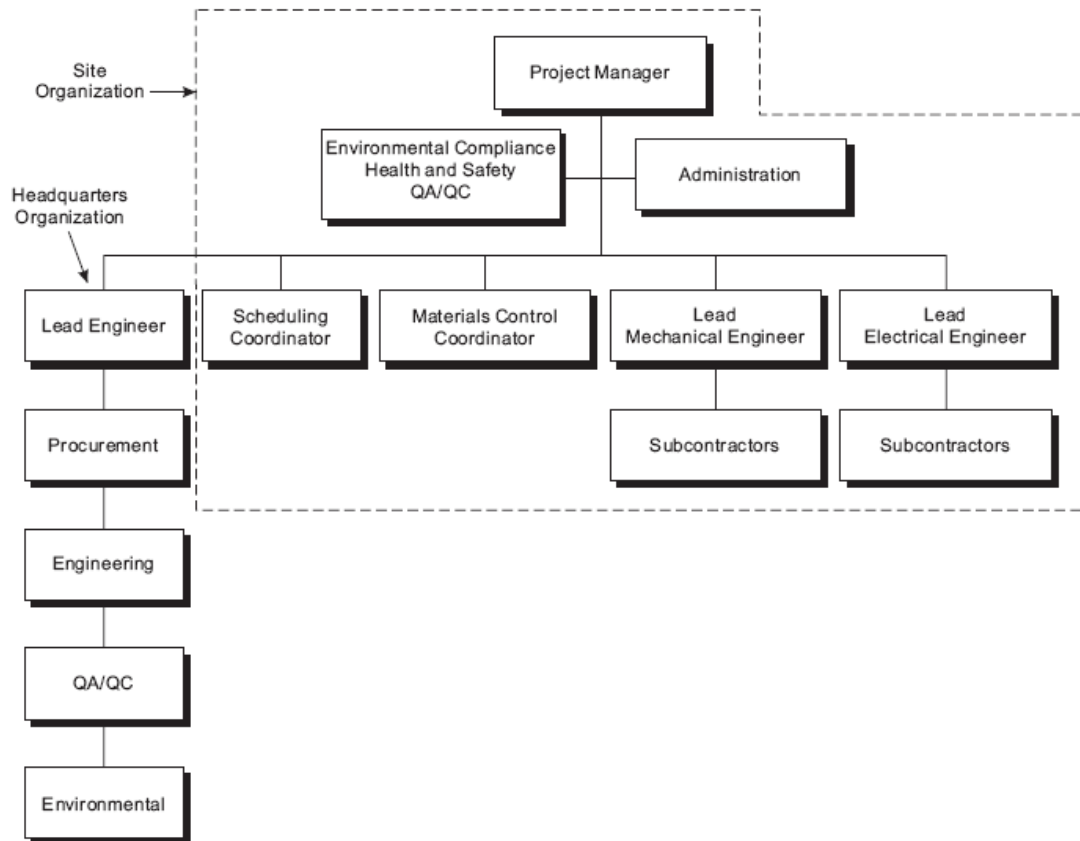 Site
Organization
Project Manager
Environmental Compliance
Health and Safety
QA/QC
Administration
Headquarters
Organization
Lead Engineer
Scheduling
Coordinator
Materials Control
Coordinator
Lead
Mechanical Engineer
Lead
Electrical Engineer
Procurement
Subcontractors
Subcontractors
Engineering
QA/QC
Environmental